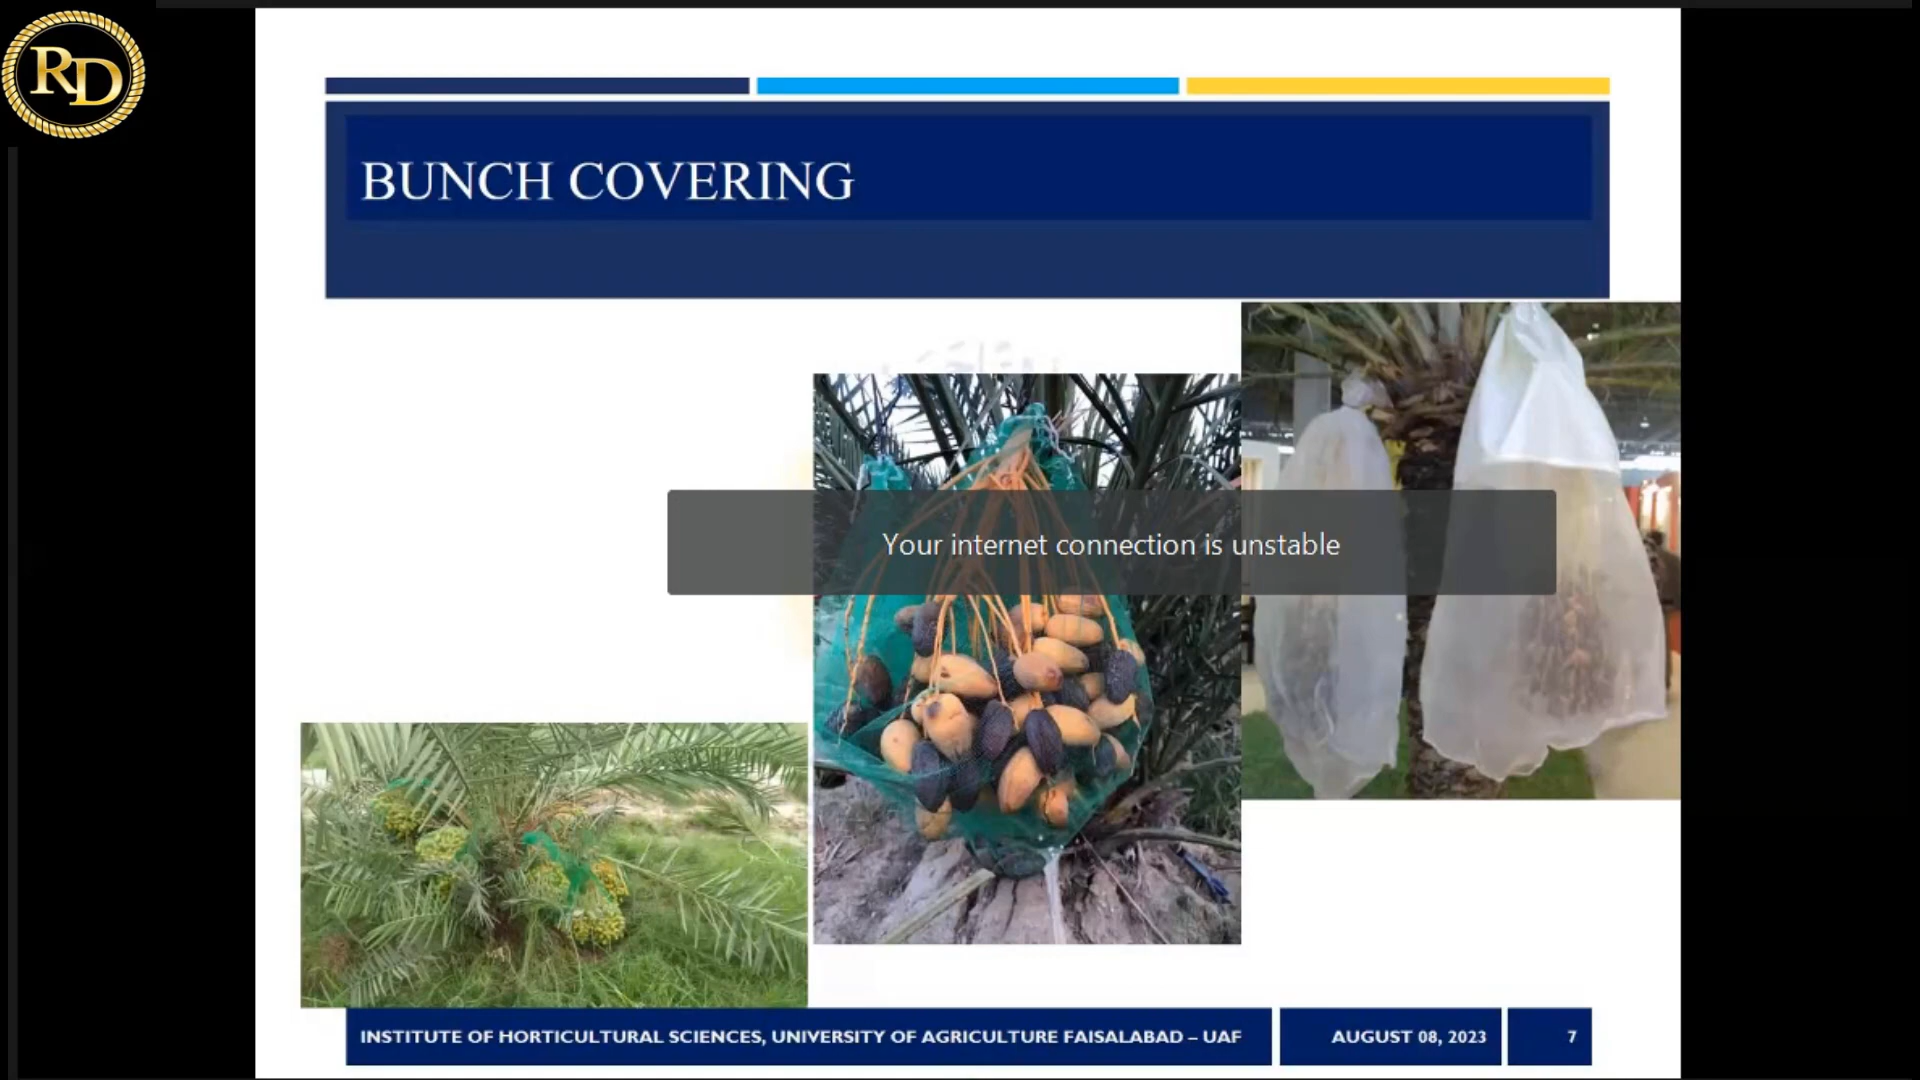 RD
BUNCH COVERING
Your internet connection is unstable
INSTITUTE OF HORTICULTURAL SCIENCES, UNIVERSITY OF AGRICULTURE FAISALABAD – UAF
AUGUST 08, 2023
7